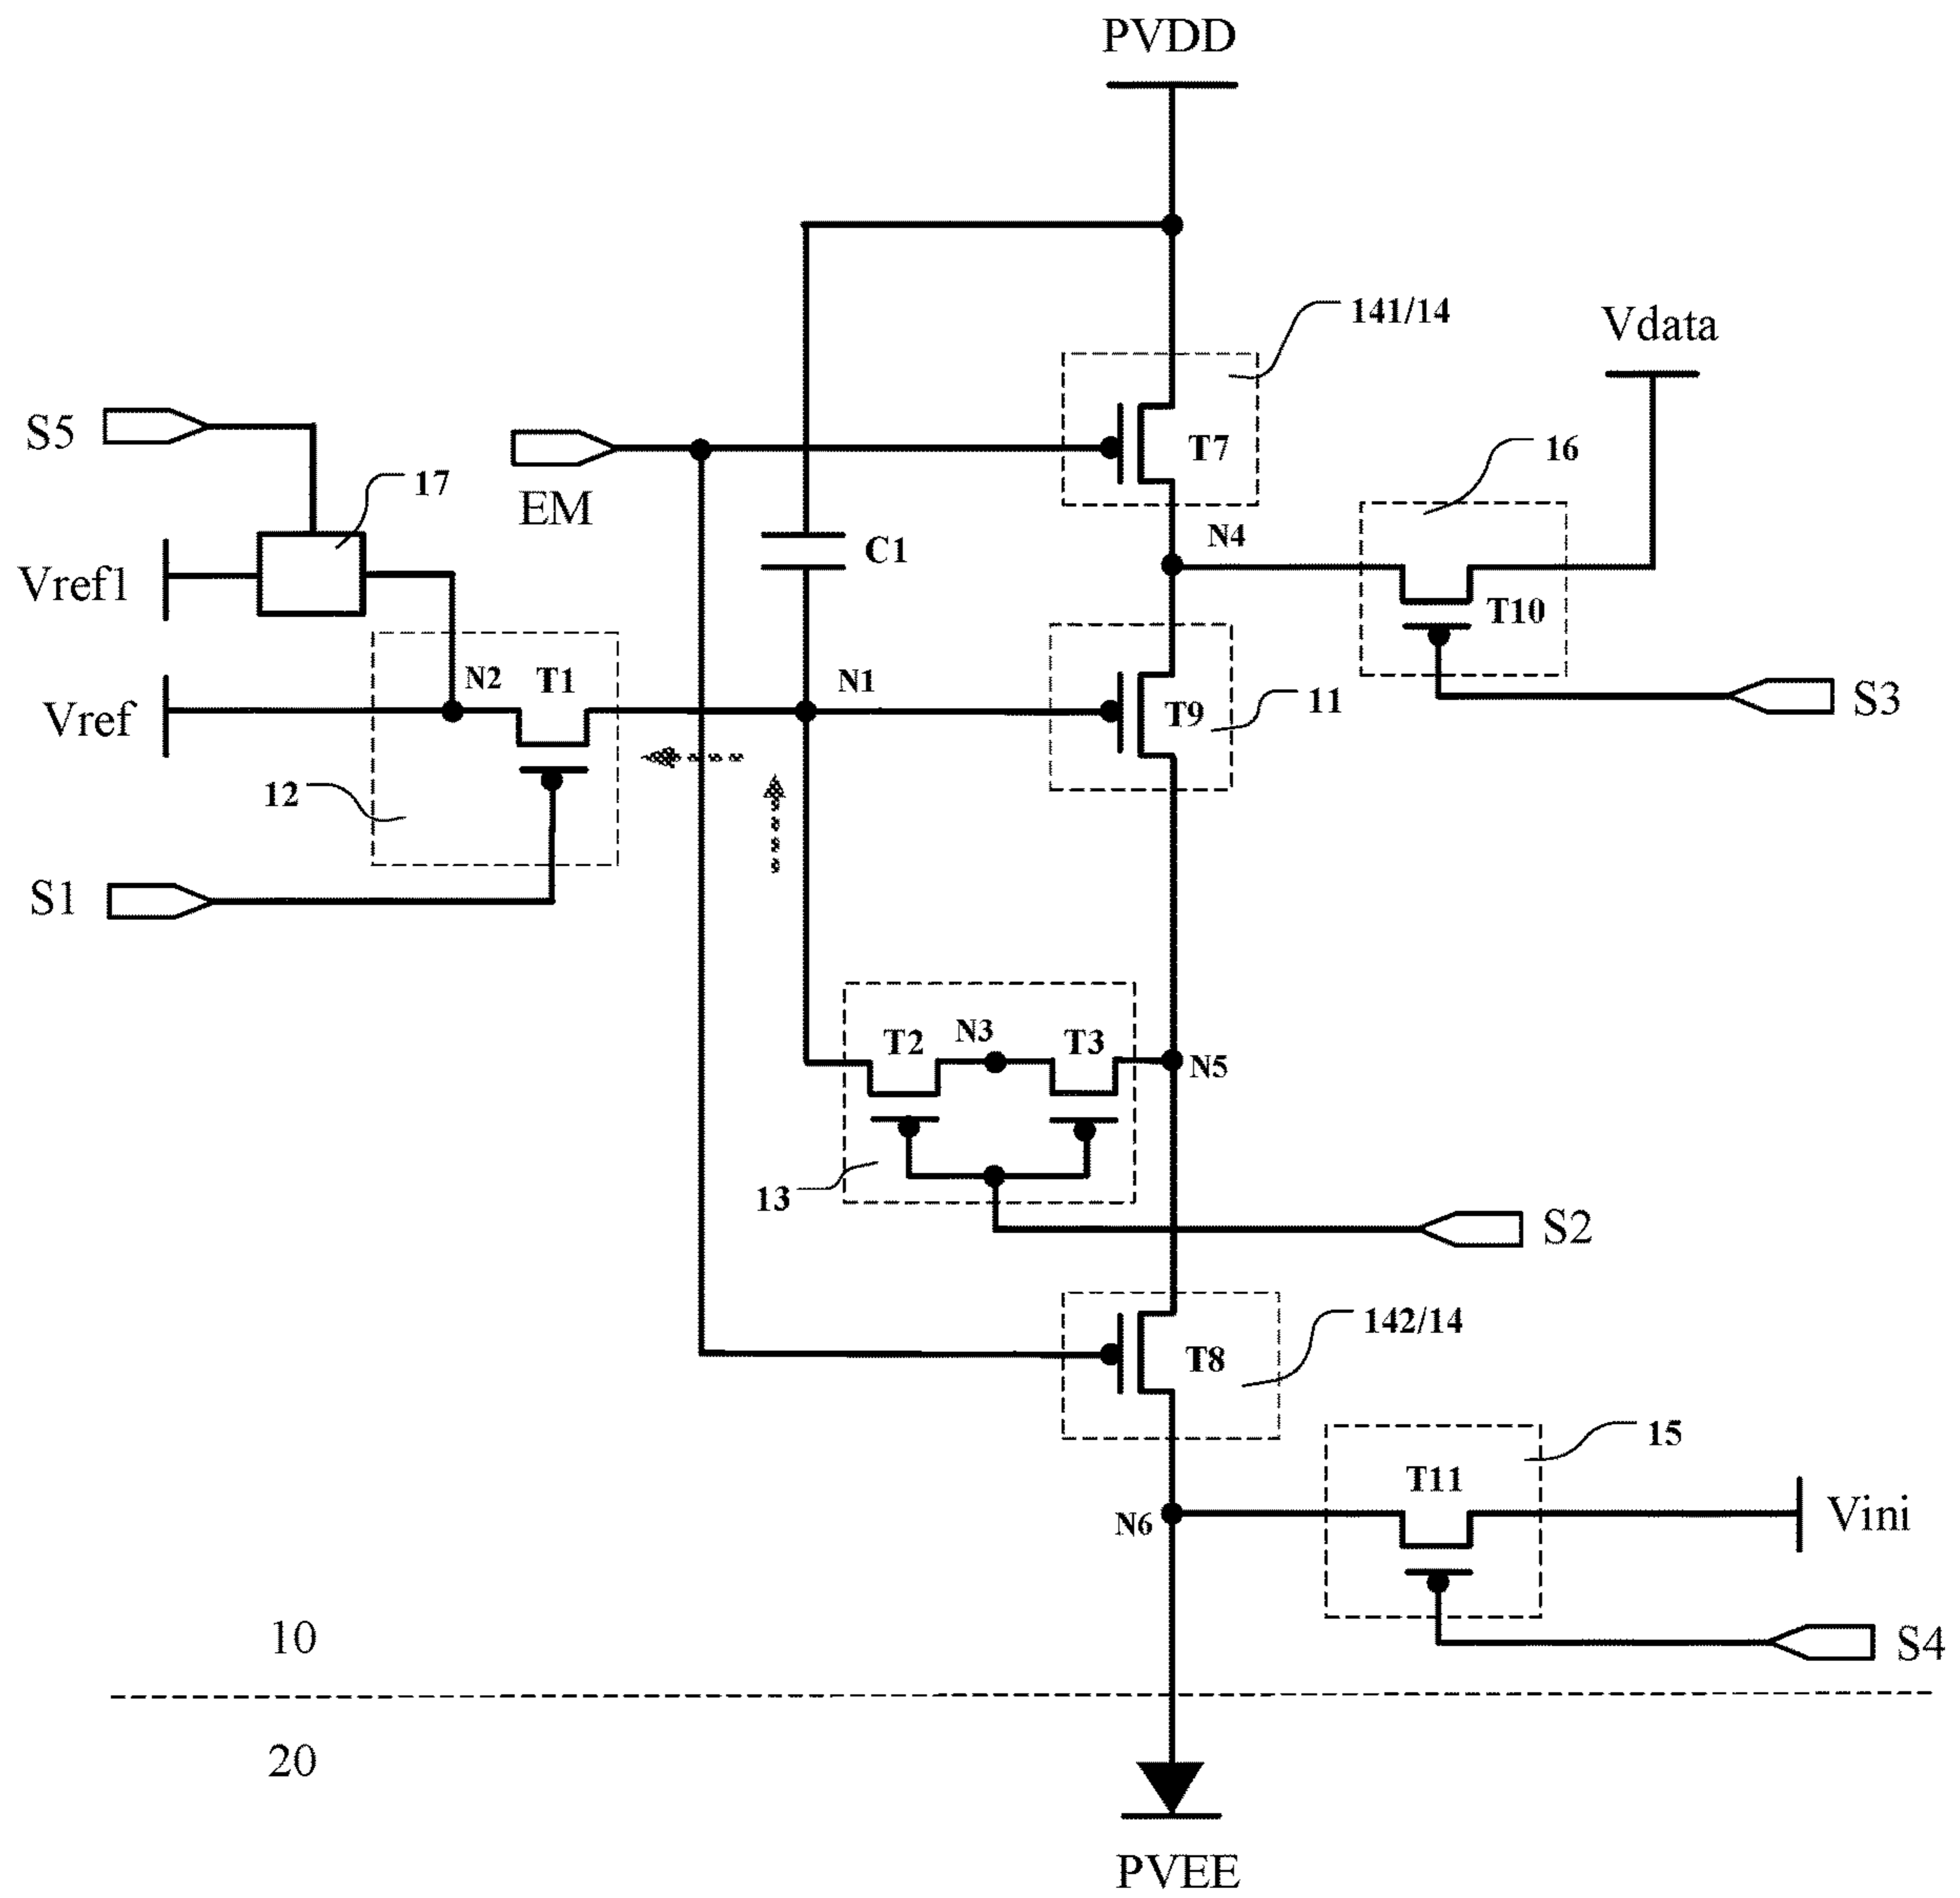 PVDD
141/14
Vdata
S5
17
EM
T7
16
N4
C1
Vref1
T10
N2
T1
N1
Vref
T9
11
S3
12
S1
T2
N3
T3
N5
13
S2
142/14
T8
15
T11
N6
Vini
10
S4
20
PVEE